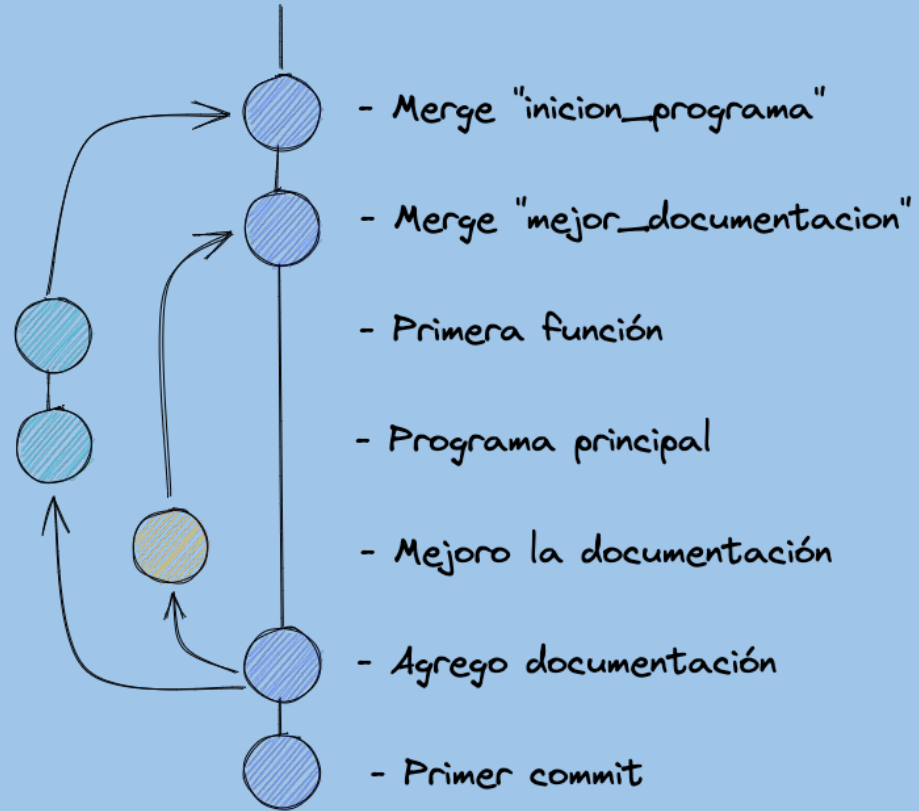 - Merge "inicion_programa"
- Merge "mejor_documentacion"
- Primera función
- Programa principal
- Mejoro la documentación
- Agrego documentación
- Primer commit